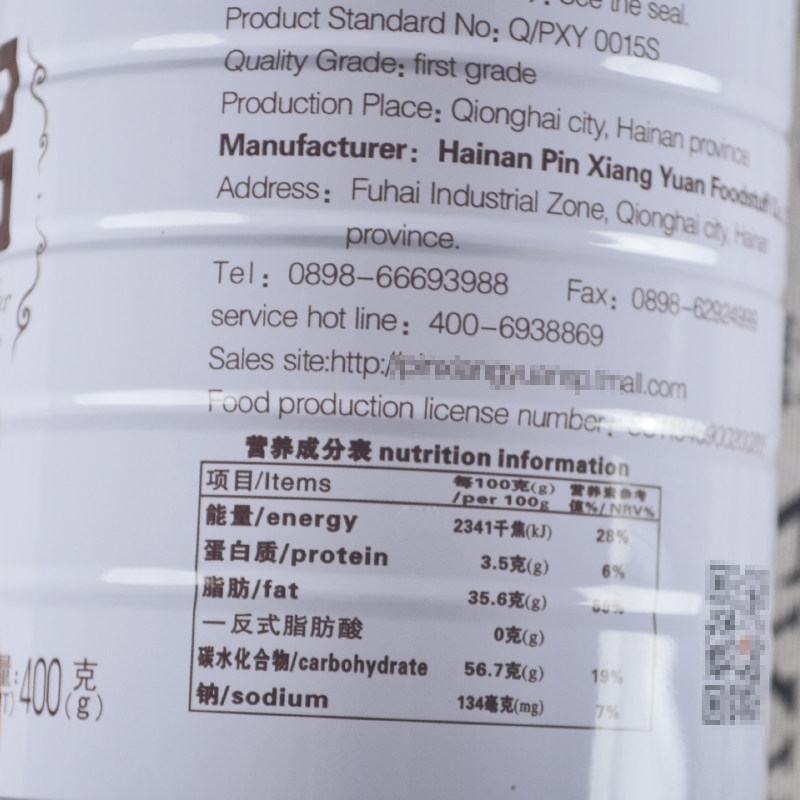 See the seal.
Product Standard No: Q/PXY 0015S
Quality Grade: first grade
Production Place: Qionghai city, Hainan province
Manufacturer: Hainan Pin Xiang Yuan Foodstuff
Address: Fuhai Industrial Zone, Qionghai city, Hainan
province.
Tel: 0898-66693988 Fax: 0898-62924999
service hot line: 400-6938869
Sales site:http:/
Food production license number:
营养成分表 nutrition information
项目/Items 每100克(g) 营养素参考
/per 100g 值%/NRV%
能量/energy 2341千焦(kJ) 28%
蛋白质/protein 3.5克(g) 6%
脂肪/fat 35.6克(g)
一反式脂肪酸 0克(g)
碳水化合物/carbohydrate 56.7克(g) 19%
钠/sodium 134毫克(mg) 7%
量: 400克(g)